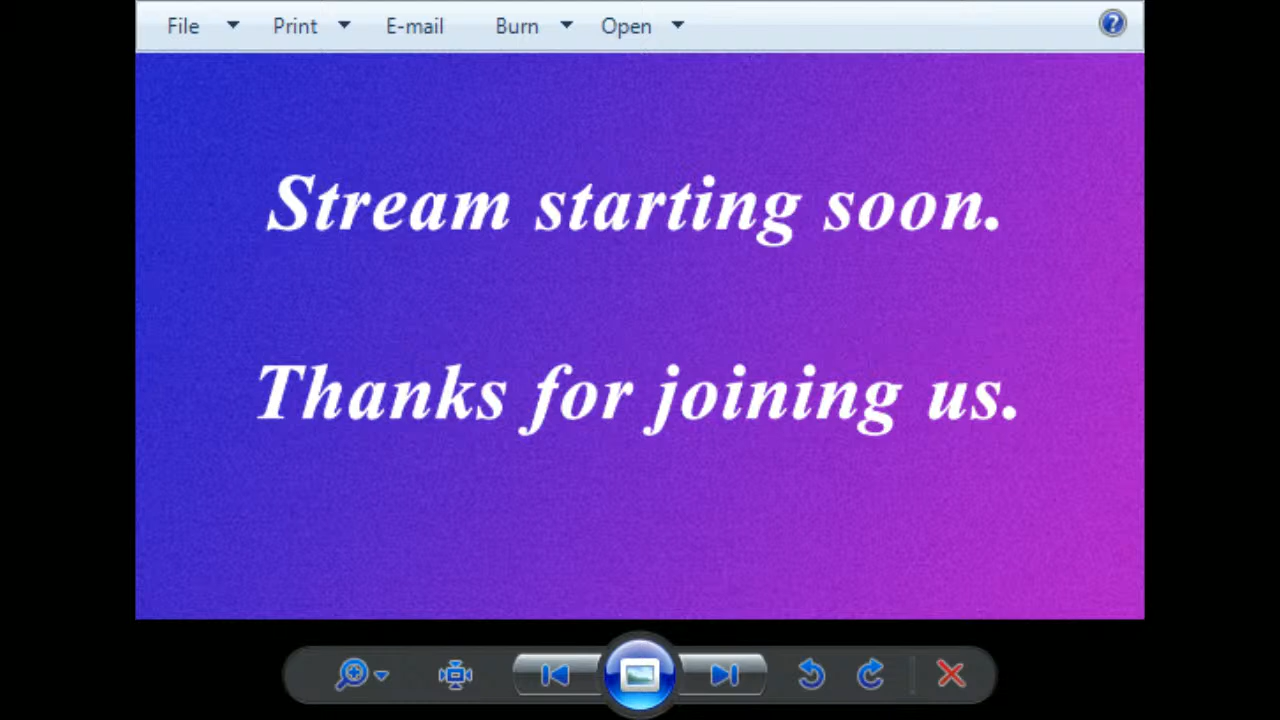 File Print E-mail Burn Open
Stream starting soon.
Thanks for joining us.